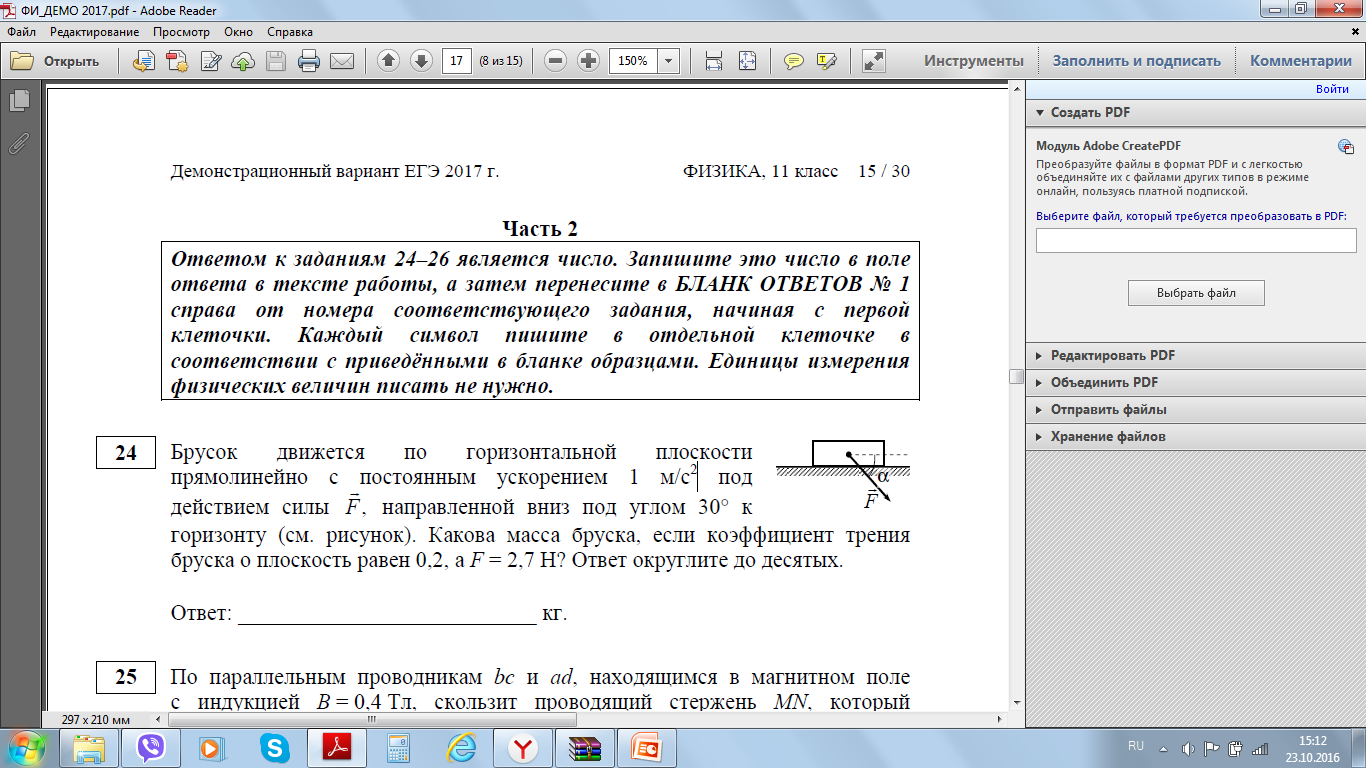 ФИ_ДЕМО 2017.pdf - Adobe Reader
Файл Редактирование Просмотр Окно Справка
Открыть 17 (8 из 15) 150% Инструменты Заполнить и подписать Комментарии
Войти
Создать PDF
Модуль Adobe CreatePDF
Преобразуйте файлы в формат PDF и с легкостью
объединяйте их с файлами других типов в режиме
онлайн, пользуясь платной подпиской.
Выберите файл, который требуется преобразовать в PDF:
Выбрать файл
Редактировать PDF
Объединить PDF
Отправить файлы
Хранение файлов
Демонстрационный вариант ЕГЭ 2017 г. ФИЗИКА, 11 класс 15 / 30
Часть 2
Ответом к заданиям 24–26 является число. Запишите это число в поле
ответа в тексте работы, а затем перенесите в БЛАНК ОТВЕТОВ № 1
справа от номера соответствующего задания, начиная с первой
клеточки. Каждый символ пишите в отдельной клеточке в
соответствии с приведёнными в бланке образцами. Единицы измерения
физических величин писать не нужно.
24 Брусок движется по горизонтальной плоскости
прямолинейно с постоянным ускорением 1 м/с² под
действием силы F⃗, направленной вниз под углом 30° к
горизонту (см. рисунок). Какова масса бруска, если коэффициент трения
бруска о плоскость равен 0,2, а F = 2,7 Н? Ответ округлите до десятых.
α
F⃗
Ответ: ___________________________ кг.
25 По параллельным проводникам bc и ad, находящимся в магнитном поле
с индукцией B = 0,4 Тл, скользит проводящий стержень MN, который
297 x 210 мм
RU
15:12
23.10.2016